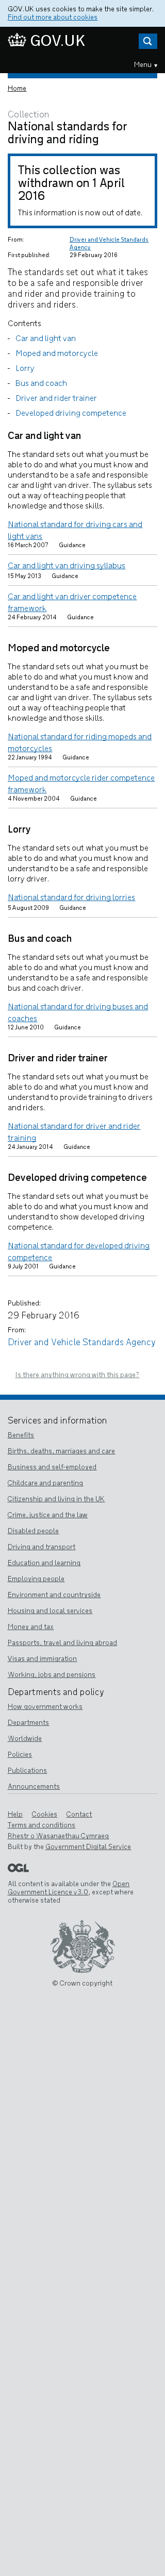 GOV.UK uses cookies to make the site simpler.
Find out more about cookies
GOV.UK
Menu ▾
Home
Collection
National standards for
driving and riding
This collection was
withdrawn on 1 April
2016
This information is now out of date.
From: Driver and Vehicle Standards
Agency
First published: 29 February 2016
The standards set out what it takes
to be a safe and responsible driver
and rider and provide training to
drivers and riders.
Contents
- Car and light van
- Moped and motorcycle
- Lorry
- Bus and coach
- Driver and rider trainer
- Developed driving competence
Car and light van
The standard sets out what you must be
able to do and what you must know and
understand to be a safe and responsible
car and light van driver. The syllabus sets
out a way of teaching people that
knowledge and those skills.
National standard for driving cars and
light vans
16 March 2007 Guidance
Car and light van driving syllabus
15 May 2013 Guidance
Car and light van driver competence
framework
24 February 2014 Guidance
Moped and motorcycle
The standard sets out what you must be
able to do and what you must know and
understand to be a safe and responsible
car and light van driver. The syllabus sets
out a way of teaching people that
knowledge and those skills.
National standard for riding mopeds and
motorcycles
22 January 1994 Guidance
Moped and motorcycle rider competence
framework
4 November 2004 Guidance
Lorry
The standard sets out what you must be
able to do and what you must know and
understand to be a safe and responsible
lorry driver.
National standard for driving lorries
5 August 2009 Guidance
Bus and coach
The standard sets out what you must be
able to do and what you must know and
understand to be a safe and responsible
bus and coach driver.
National standard for driving buses and
coaches
12 June 2010 Guidance
Driver and rider trainer
The standard sets out what you must be
able to do and what you must know and
understand to provide training to drivers
and riders.
National standard for driver and rider
training
24 January 2014 Guidance
Developed driving competence
The standard sets out what you must be
able to do and what you must know and
understand to show developed driving
competence.
National standard for developed driving
competence
9 July 2001 Guidance
Published:
29 February 2016
From:
Driver and Vehicle Standards Agency
Is there anything wrong with this page?
Services and information
Benefits
Births, deaths, marriages and care
Business and self-employed
Childcare and parenting
Citizenship and living in the UK
Crime, justice and the law
Disabled people
Driving and transport
Education and learning
Employing people
Environment and countryside
Housing and local services
Money and tax
Passports, travel and living abroad
Visas and immigration
Working, jobs and pensions
Departments and policy
How government works
Departments
Worldwide
Policies
Publications
Announcements
Help Cookies Contact
Terms and conditions
Rhestr o Wasanaethau Cymraeg
Built by the Government Digital Service
OGL
All content is available under the Open
Government Licence v3.0, except where
otherwise stated
© Crown copyright